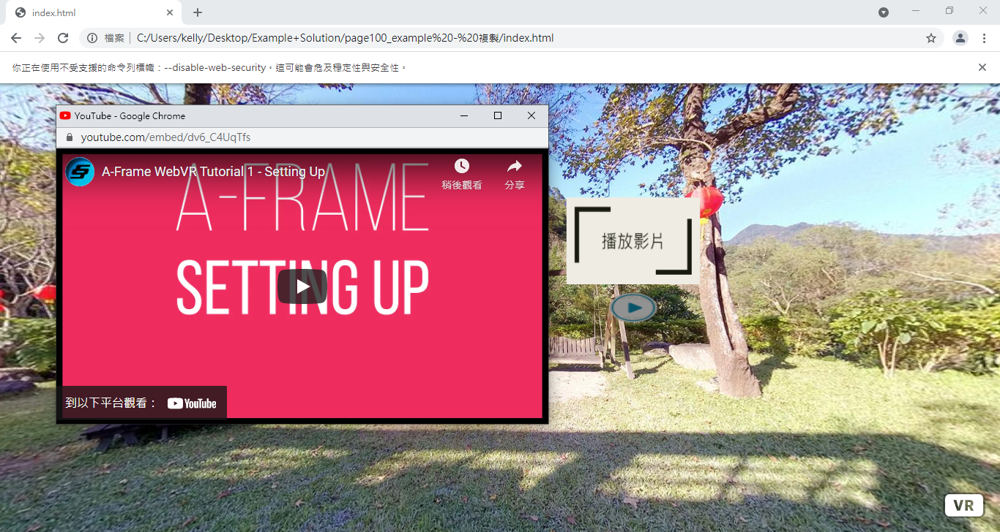 index.html
檔案 C:/Users/kelly/Desktop/Example+Solution/page100_example%20-%20複製/index.html
你正在使用不受支援的命令列標幟：--disable-web-security。這可能會危及穩定性與安全性。
YouTube - Google Chrome
youtube.com/embed/dv6_C4UqTfs
A-Frame WebVR Tutorial 1 - Setting Up
稍後觀看
分享
A-FRAME
SETTING UP
到以下平台觀看： YouTube
播放影片
VR